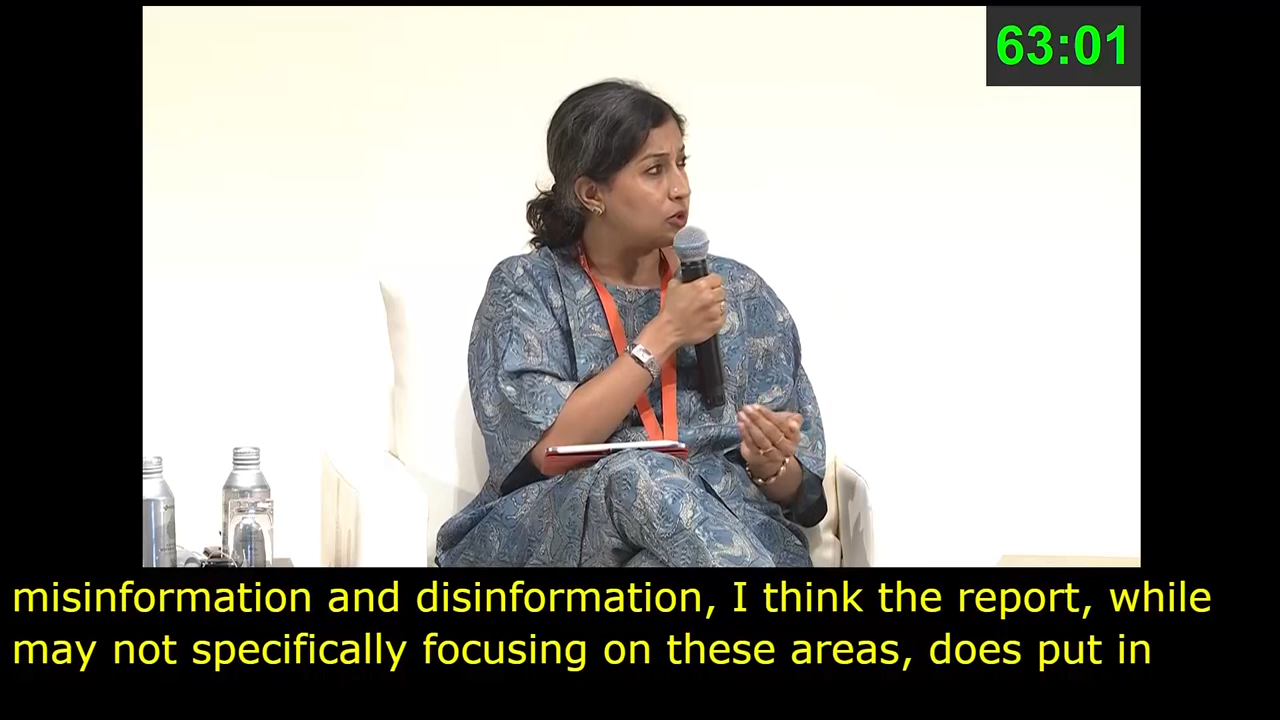 63:01
misinformation and disinformation, I think the report, while
may not specifically focusing on these areas, does put in